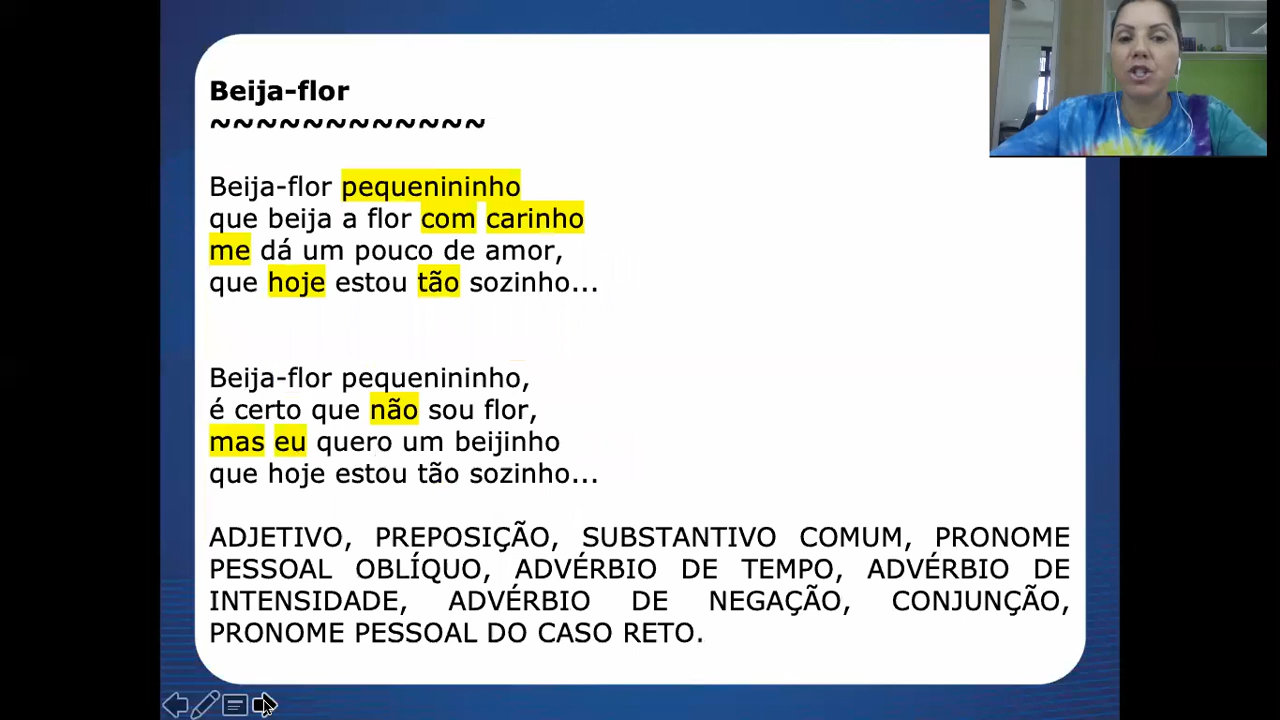 Beija-flor
~~~~~~~~~~~~
Beija-flor pequenininho
que beija a flor com carinho
me dá um pouco de amor,
que hoje estou tão sozinho...
Beija-flor pequenininho,
é certo que não sou flor,
mas eu quero um beijinho
que hoje estou tão sozinho...
ADJETIVO, PREPOSIÇÃO, SUBSTANTIVO COMUM, PRONOME
PESSOAL OBLÍQUO, ADVÉRBIO DE TEMPO, ADVÉRBIO DE
INTENSIDADE, ADVÉRBIO DE NEGAÇÃO, CONJUNÇÃO,
PRONOME PESSOAL DO CASO RETO.